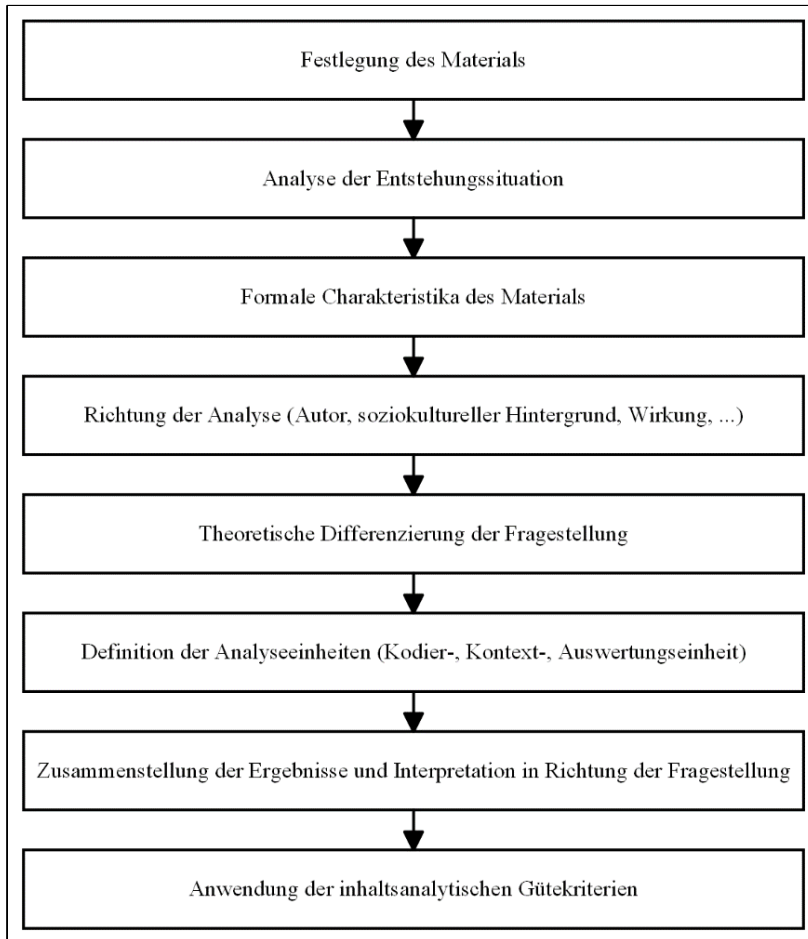 Festlegung des Materials
Analyse der Entstehungssituation
Formale Charakteristika des Materials
Richtung der Analyse (Autor, soziokultureller Hintergrund, Wirkung, ...)
Theoretische Differenzierung der Fragestellung
Definition der Analyseeinheiten (Kodier-, Kontext-, Auswertungseinheit)
Zusammenstellung der Ergebnisse und Interpretation in Richtung der Fragestellung
Anwendung der inhaltsanalytischen Gütekriterien